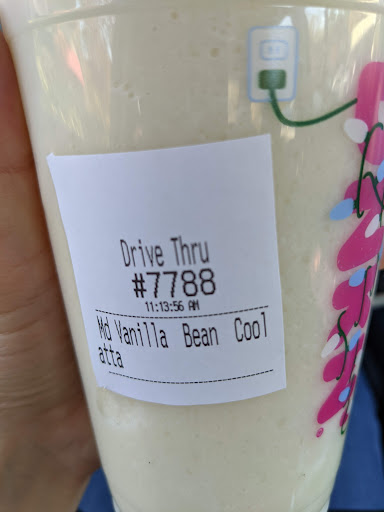 Drive Thru
#7788
11:13:56 AM
Md Vanilla Bean Cool
atta